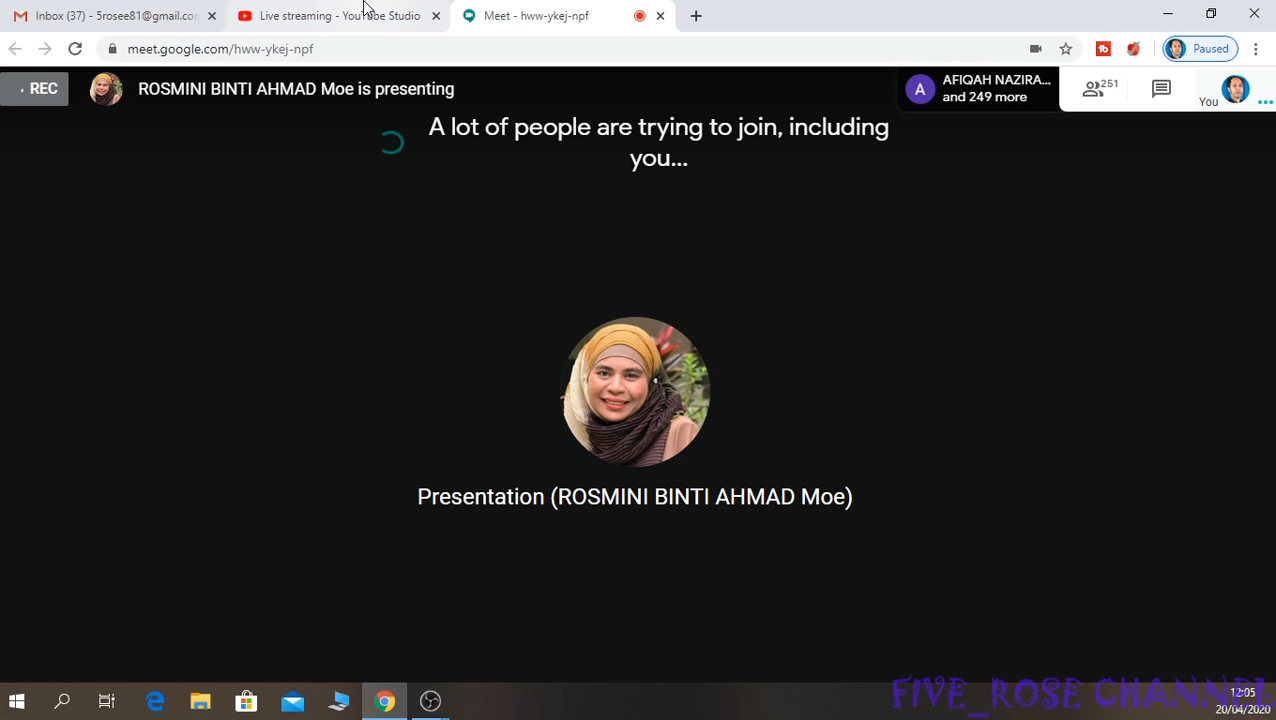 Inbox (37) - 5rosee81@gmail.co
Live streaming - YouTube Studio
Meet - hww-ykej-npf
meet.google.com/hww-ykej-npf
Paused
REC
ROSMINI BINTI AHMAD Moe is presenting
A
AFIQAH NAZIRA...
and 249 more
251
You
A lot of people are trying to join, including
you...
Presentation (ROSMINI BINTI AHMAD Moe)
FIVE_ROSE CHANNEL
12:05
20/04/2020